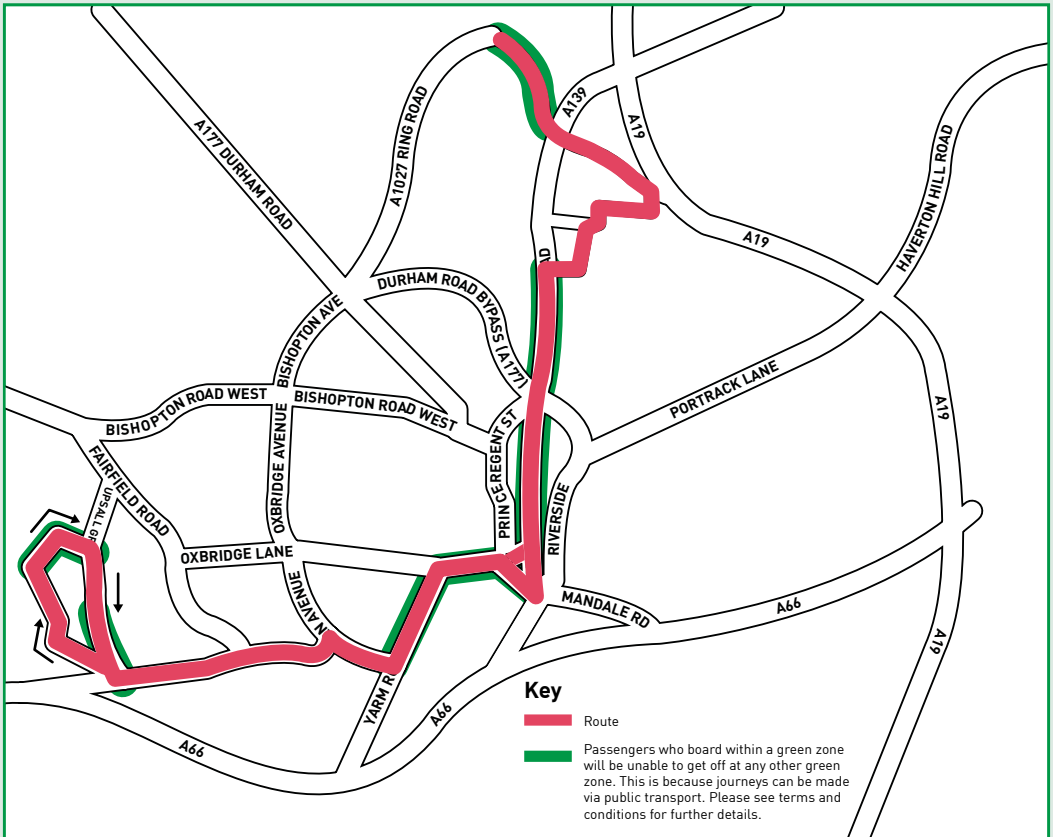 A139
A19
A177 DURHAM ROAD
A1027 RING ROAD
HAVERTON HILL ROAD
A19
DURHAM ROAD BYPASS (A177)
BISHOPTON AVE
BISHOPTON ROAD WEST
BISHOPTON ROAD WEST
PORTRACK LANE
A19
PRINCE REGENT ST
OXBRIDGE AVENUE
FAIRFIELD ROAD
UPSALL
RIVERSIDE
OXBRIDGE LANE
AVENUE
MANDALE RD
A66
A19
YARM
A66
A66
Key
Route
Passengers who board within a green zone
will be unable to get off at any other green
zone. This is because journeys can be made
via public transport. Please see terms and
conditions for further details.